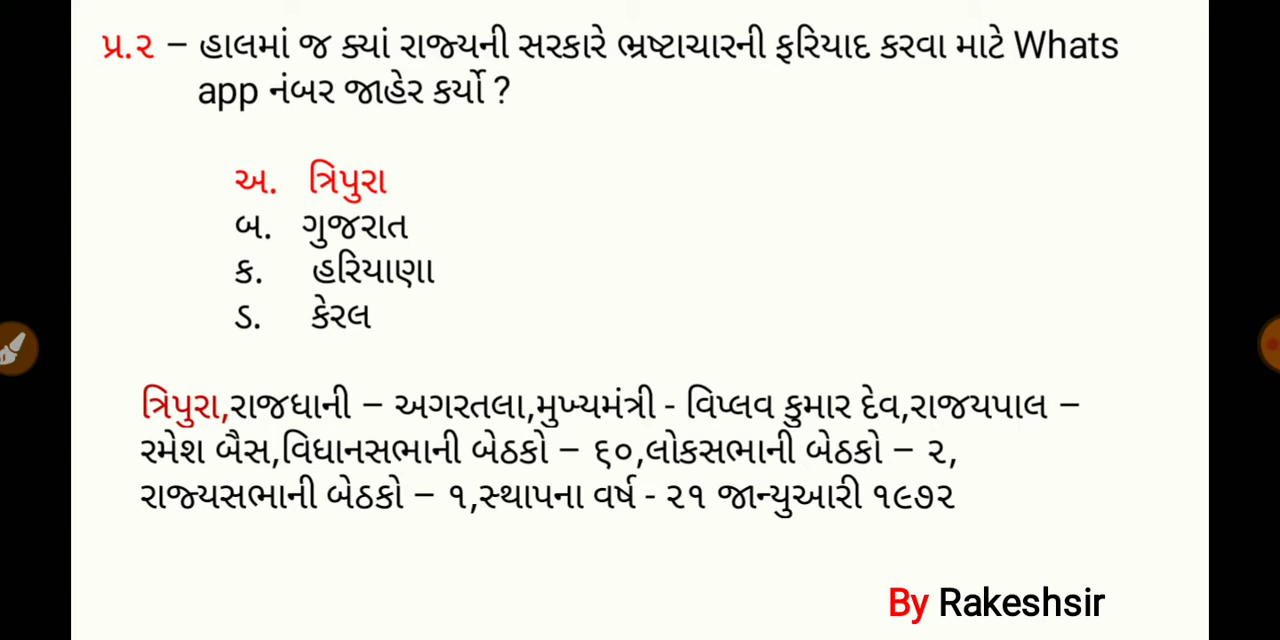 પ્ર.૨ – હાલમાં જ ક્યાં રાજ્યની સરકારે ભ્રષ્ટાચારની ફરિયાદ કરવા માટે Whats
app નંબર જાહેર કર્યો ?
અ. ત્રિપુરા
બ. ગુજરાત
ક. હરિયાણા
ડ. કેરલ
ત્રિપુરા,રાજધાની – અગરતલા,મુખ્યમંત્રી - વિપ્લવ કુમાર દેવ,રાજયપાલ –
રમેશ બૈસ,વિધાનસભાની બેઠકો – ૬૦,લોકસભાની બેઠકો – ૨,
રાજ્યસભાની બેઠકો – ૧,સ્થાપના વર્ષ - ૨૧ જાન્યુઆરી ૧૯૭૨
By Rakeshsir